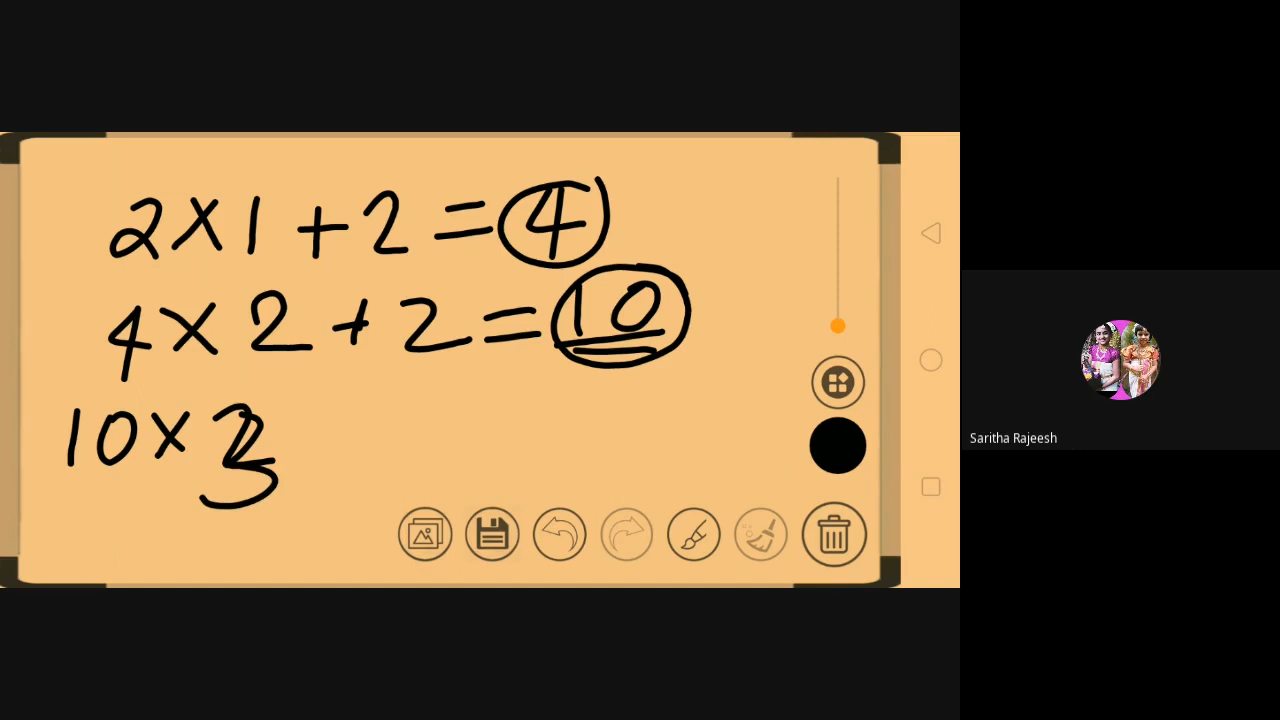 2 × 1 + 2 = 4
4 × 2 + 2 = 10
10 × 3
Saritha Rajeesh